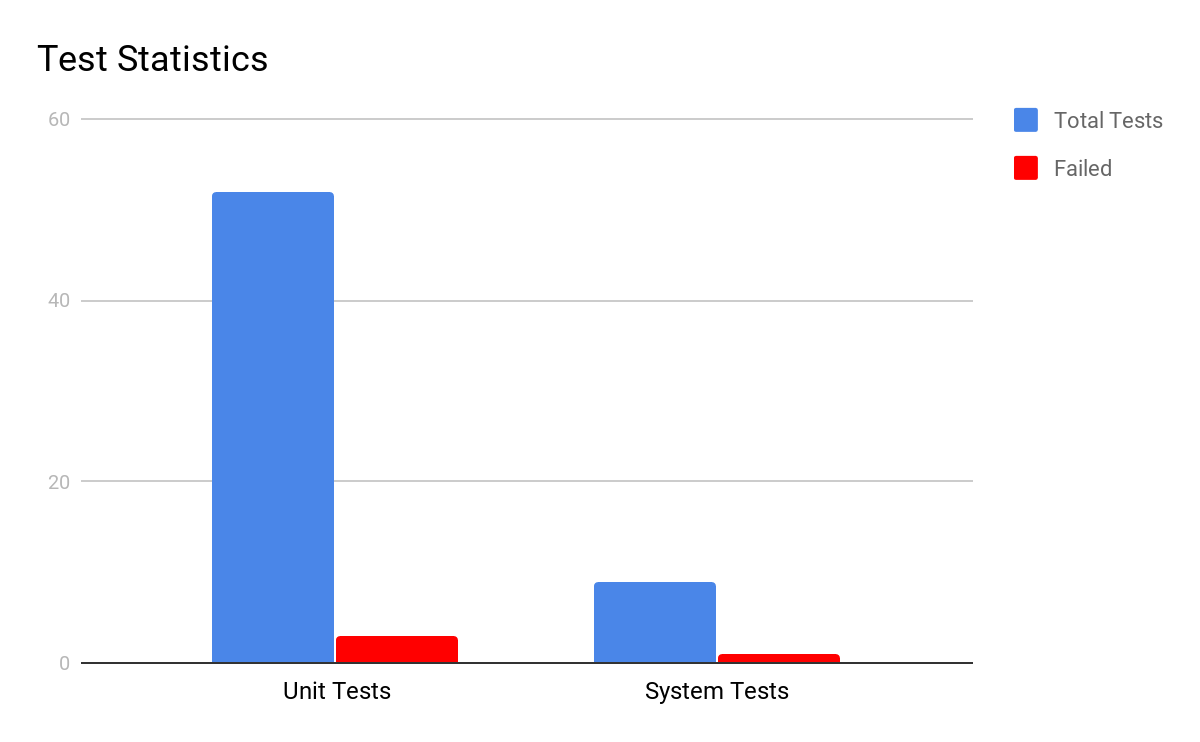 Test Statistics
60
40
20
0
Unit Tests
System Tests
Total Tests
Failed